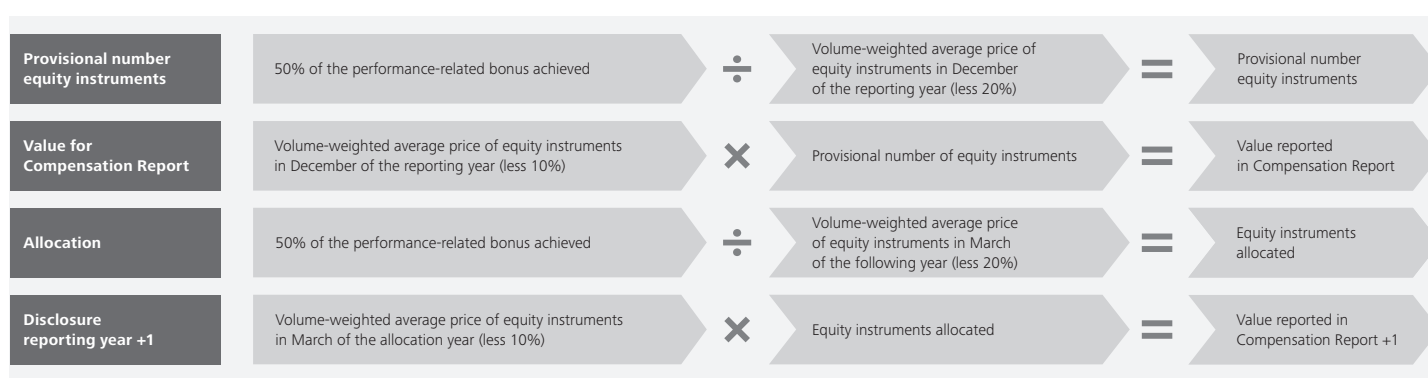 Provisional number
equity instruments
50% of the performance-related bonus achieved
÷
Volume-weighted average price of
equity instruments in December
of the reporting year (less 20%)
=
Provisional number
equity instruments
Value for
Compensation Report
Volume-weighted average price of equity instruments
in December of the reporting year (less 10%)
×
Provisional number of equity instruments
=
Value reported
in Compensation Report
Allocation
50% of the performance-related bonus achieved
÷
Volume-weighted average price
of equity instruments in March
of the following year (less 20%)
=
Equity instruments
allocated
Disclosure
reporting year +1
Volume-weighted average price of equity instruments
in March of the allocation year (less 10%)
×
Equity instruments allocated
=
Value reported in
Compensation Report +1